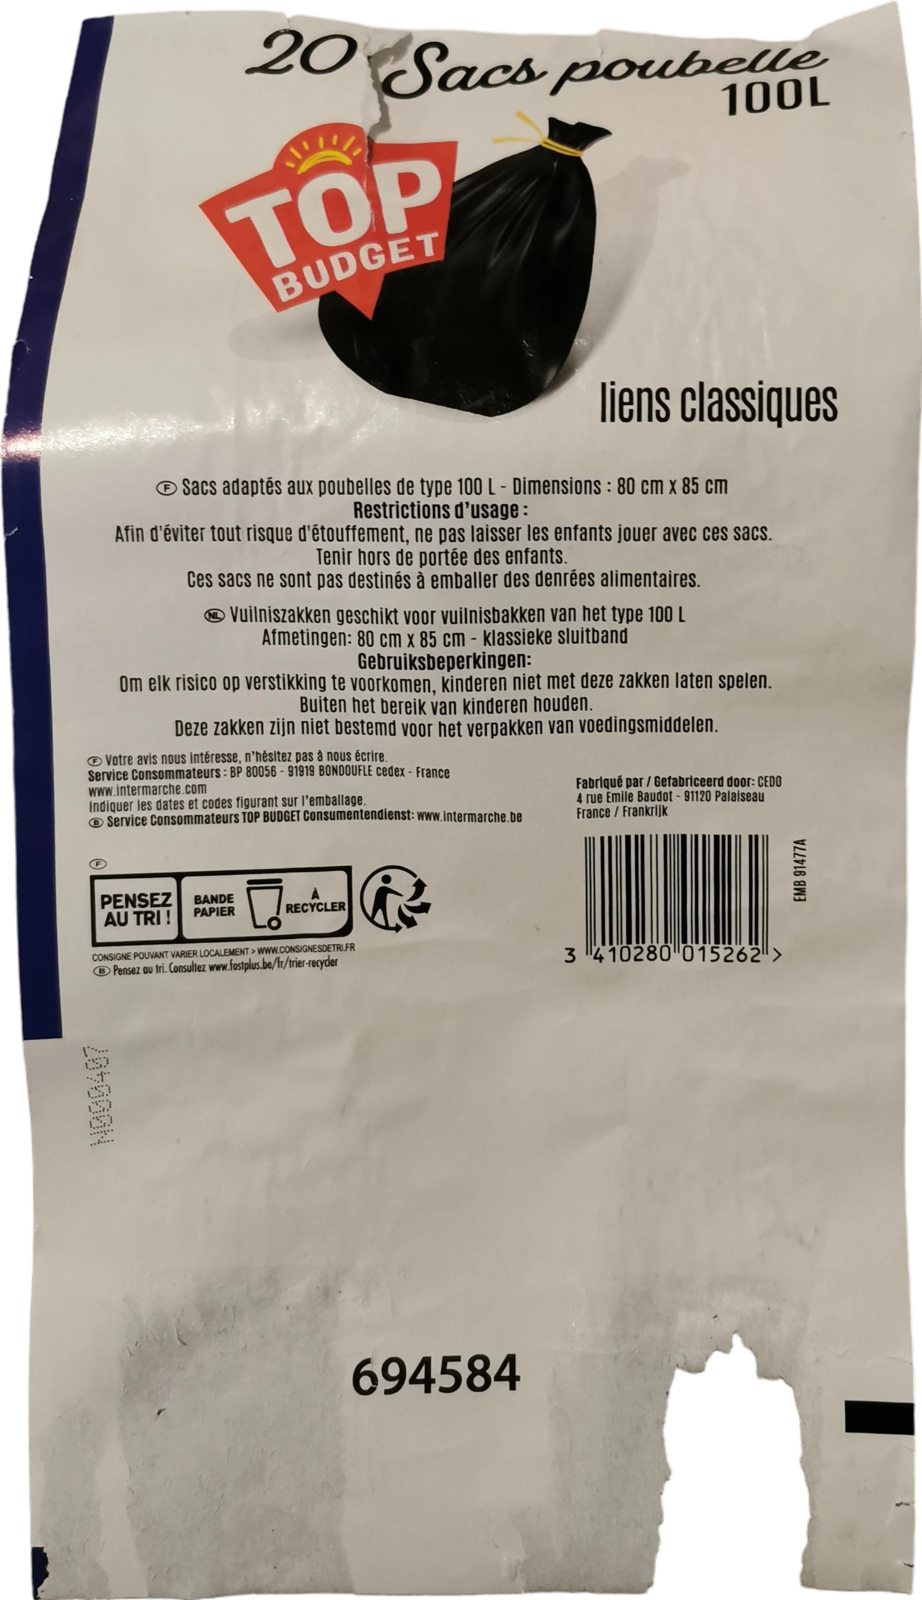 20 Sacs poubelle
100L
TOP
BUDGET
liens classiques
F Sacs adaptés aux poubelles de type 100 L - Dimensions : 80 cm x 85 cm
Restrictions d'usage :
Afin d'éviter tout risque d'étouffement, ne pas laisser les enfants jouer avec ces sacs.
Tenir hors de portée des enfants.
Ces sacs ne sont pas destinés à emballer des denrées alimentaires.
NL Vuilniszakken geschikt voor vuilnisbakken van het type 100 L
Afmetingen: 80 cm x 85 cm - klassieke sluitband
Gebruiksbeperkingen:
Om elk risico op verstikking te voorkomen, kinderen niet met deze zakken laten spelen.
Buiten het bereik van kinderen houden.
Deze zakken zijn niet bestemd voor het verpakken van voedingsmiddelen.
F Votre avis nous intéresse, n'hésitez pas à nous écrire.
Service Consommateurs : BP 80056 - 91919 BONDOUFLE cedex - France
www.intermarche.com
Indiquer les dates et codes figurant sur l'emballage.
B Service Consommateurs TOP BUDGET Consumentendienst: www.intermarche.be
Fabriqué par / Gefabriceerd door: CEDO
4 rue Emile Baudot - 91120 Palaiseau
France / Frankrijk
EMB 91477A
F
PENSEZ
AU TRI !
BANDE
PAPIER
À
RECYCLER
CONSIGNE POUVANT VARIER LOCALEMENT > WWW.CONSIGNESDETRI.FR
B Pensez au tri. Consultez www.fostplus.be/fr/trier-recycler
3 410280 015262 >
694584